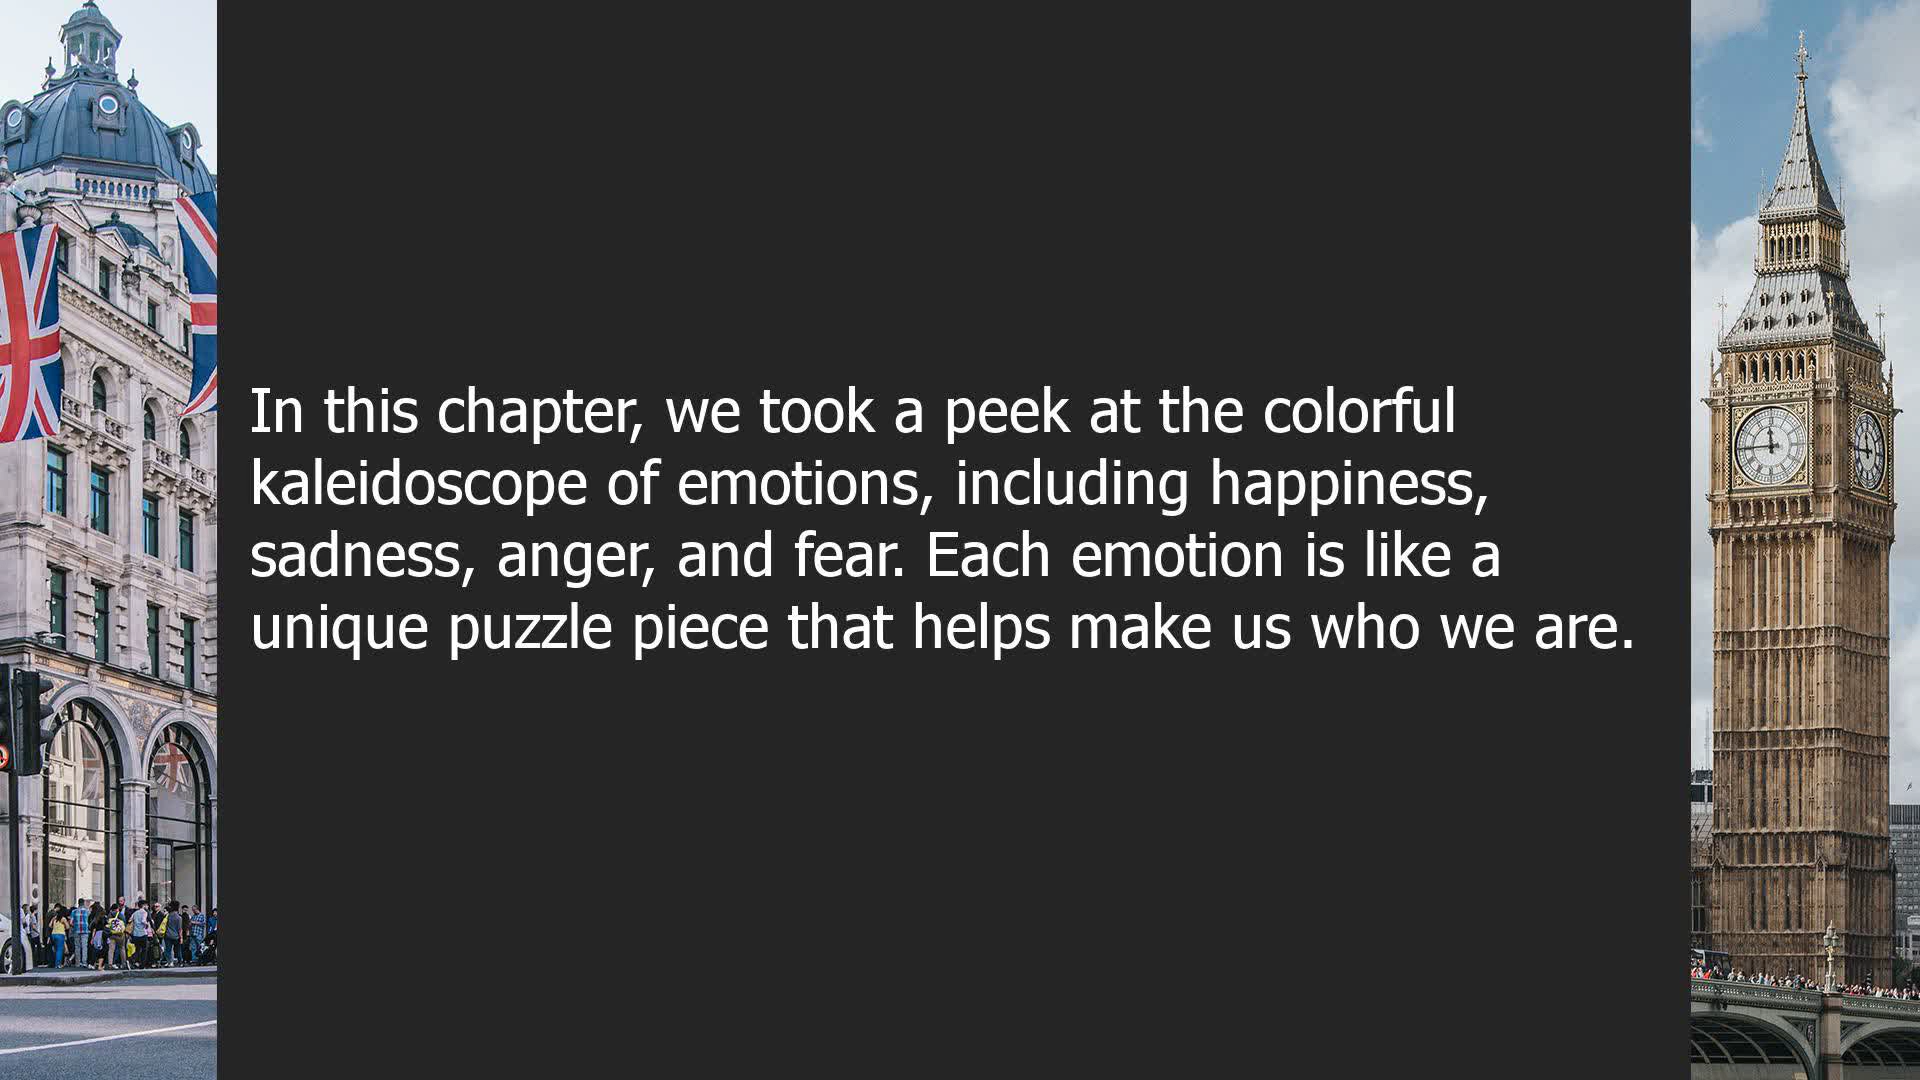 In this chapter, we took a peek at the colorful
kaleidoscope of emotions, including happiness,
sadness, anger, and fear. Each emotion is like a
unique puzzle piece that helps make us who we are.